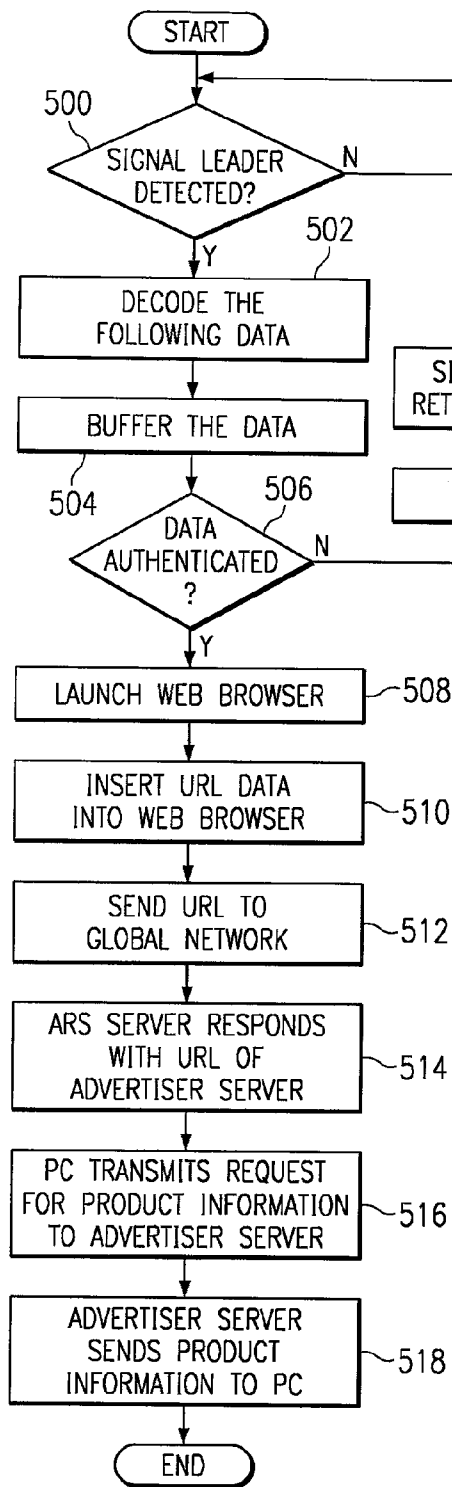 START
500
SIGNAL LEADER
DETECTED?
N
Y
502
DECODE THE
FOLLOWING DATA
BUFFER THE DATA
504
506
DATA
AUTHENTICATED
?
N
Y
LAUNCH WEB BROWSER
508
INSERT URL DATA
INTO WEB BROWSER
510
SEND URL TO
GLOBAL NETWORK
512
ARS SERVER RESPONDS
WITH URL OF
ADVERTISER SERVER
514
PC TRANSMITS REQUEST
FOR PRODUCT INFORMATION
TO ADVERTISER SERVER
516
ADVERTISER SERVER
SENDS PRODUCT
INFORMATION TO PC
518
END